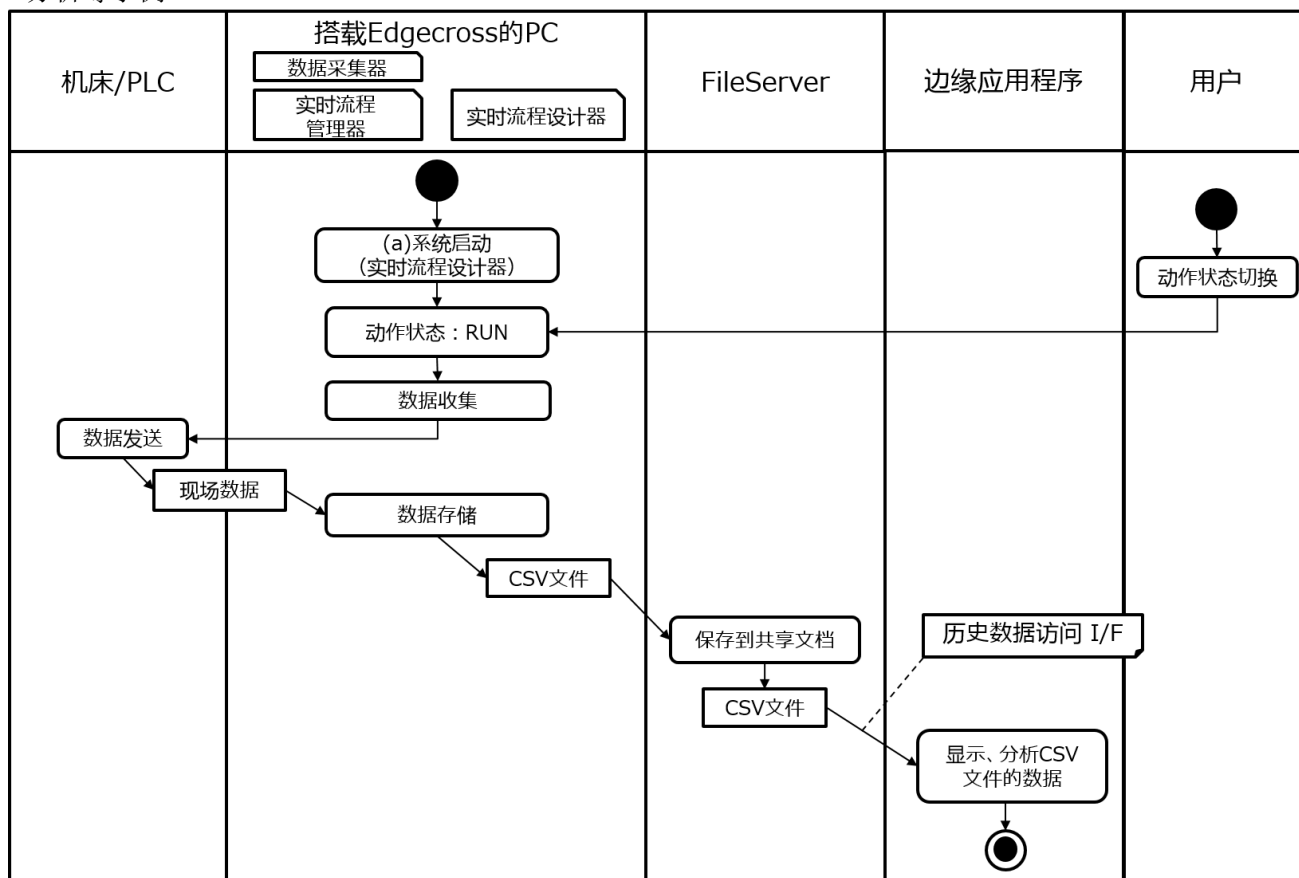 机床/PLC
搭载Edgecross的PC
数据采集器
实时流程
管理器
实时流程设计器
FileServer
边缘应用程序
用户
(a)系统启动
（实时流程设计器）
动作状态切换
动作状态：RUN
数据收集
数据发送
现场数据
数据存储
CSV文件
保存到共享文档
历史数据访问 I/F
CSV文件
显示、分析CSV
文件的数据